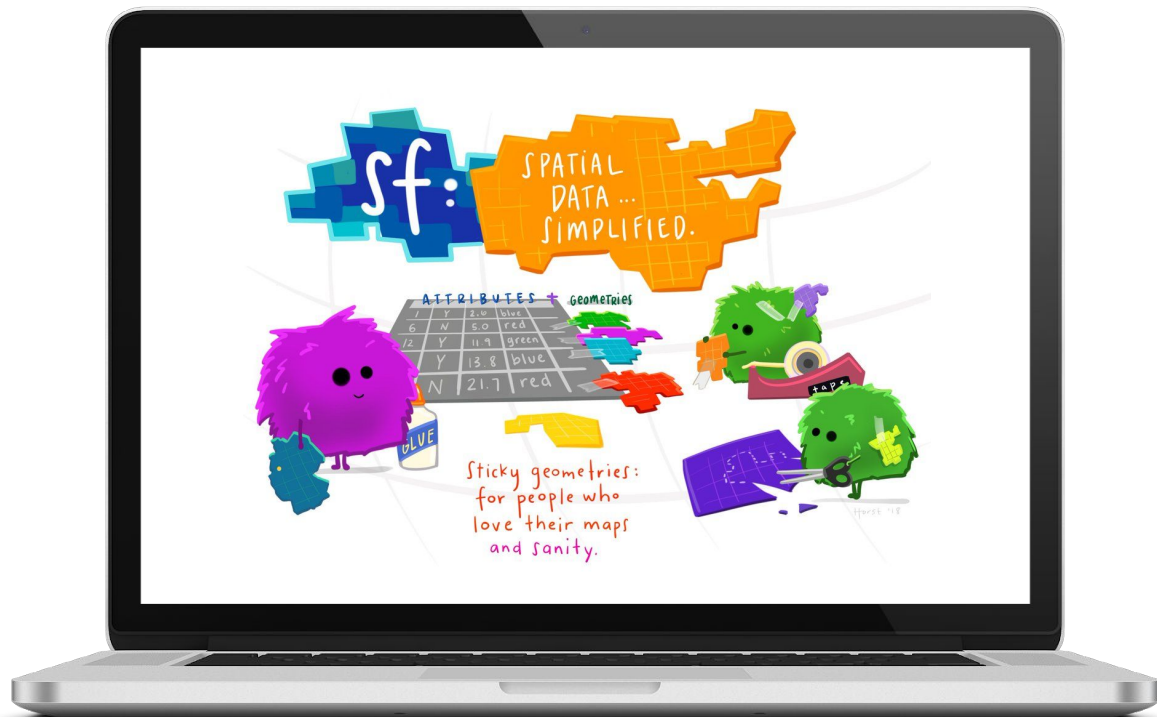 sf:
SPATIAL
DATA...
SIMPLIFIED.
ATTRIBUTES + GEOMETRIES
1 Y 2.0 blue
6 N 5.0 red
12 Y 11.9 green
Y 13.8 blue
N 21.7 red
GLUE
tape
Sticky geometries:
for people who
love their maps
and sanity.
Horst '18